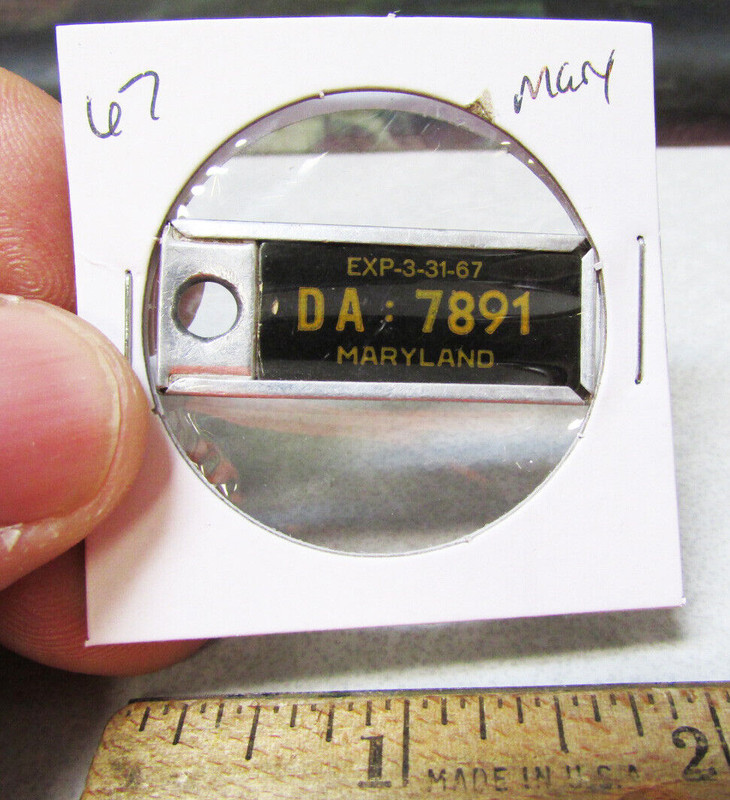 67 Mary
EXP-3-31-67
DA : 7891
MARYLAND
1 2
MADE IN U.S.A.